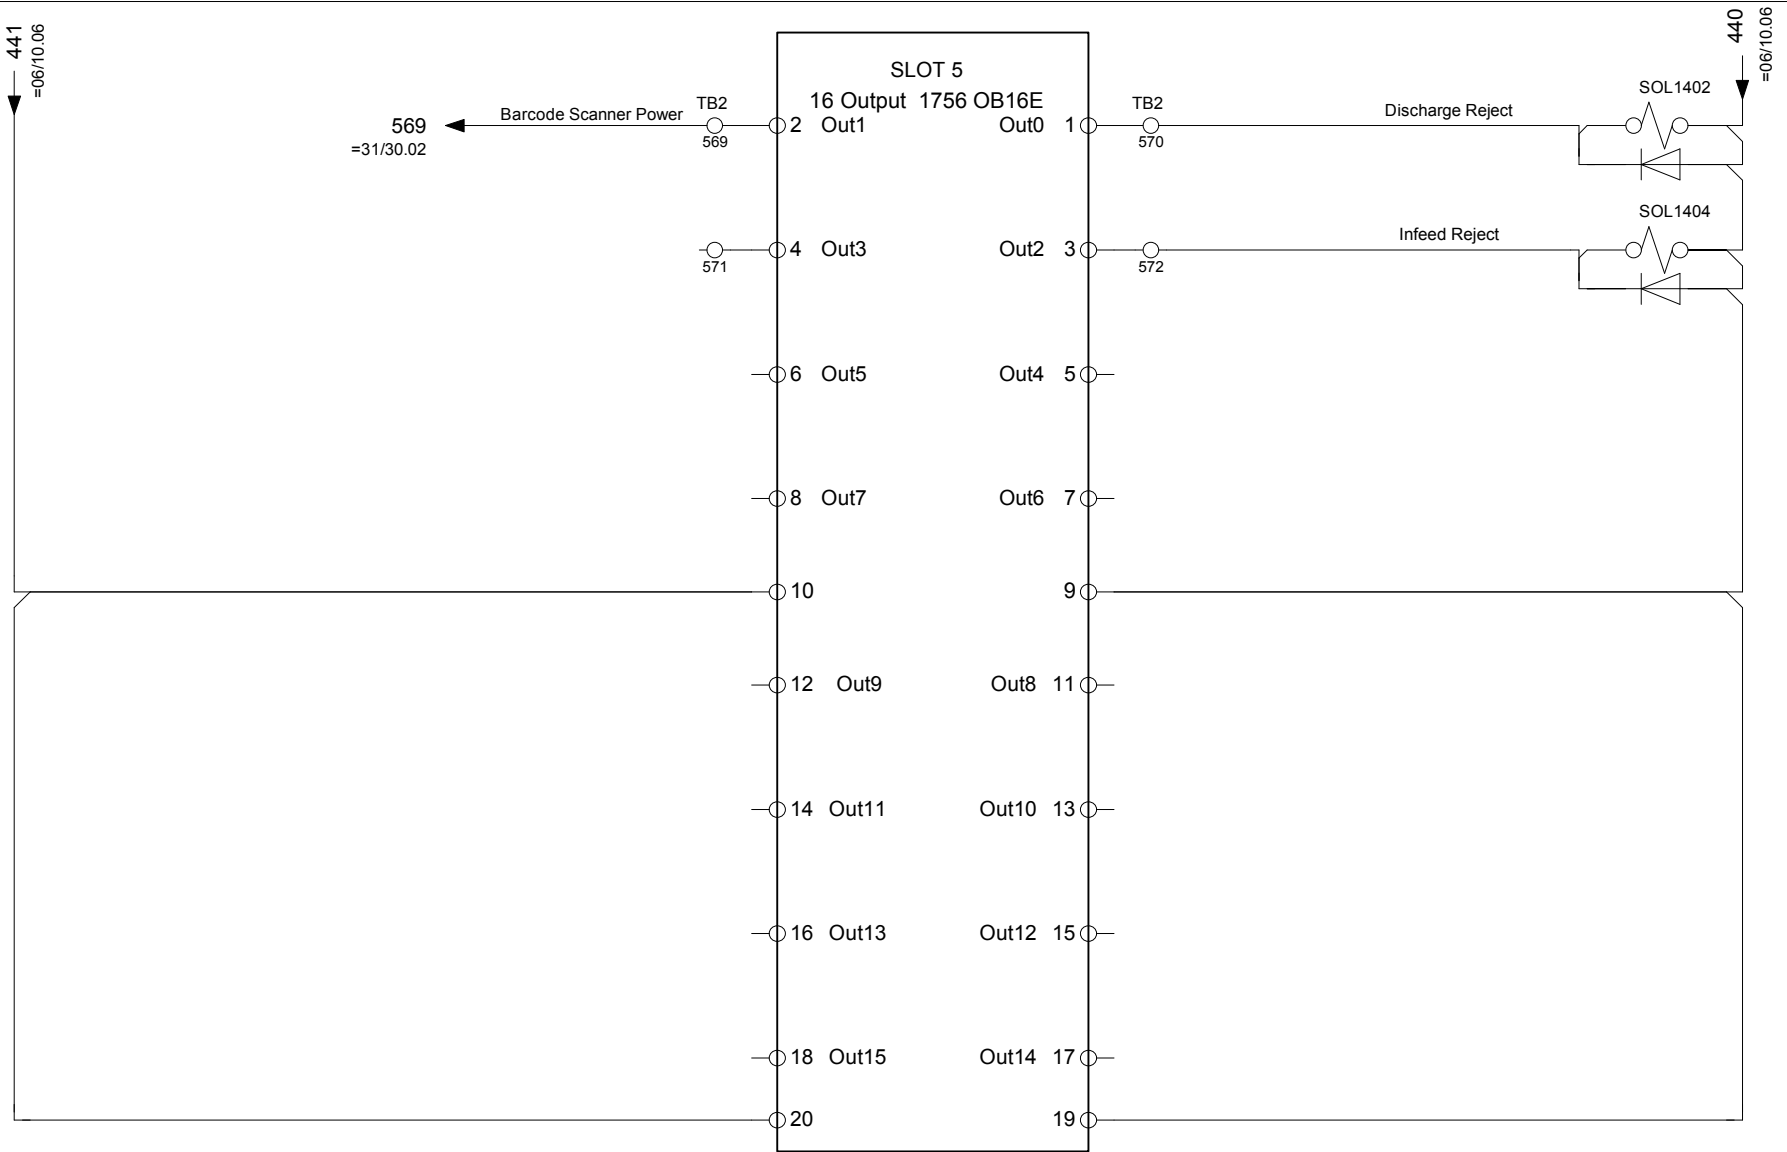 441
=06/10.06
440
=06/10.06
SLOT 5
16 Output 1756 OB16E
569
=31/30.02
Barcode Scanner Power
TB2
569
2 Out1
Out0 1
TB2
570
Discharge Reject
SOL1402
571
4 Out3
Out2 3
572
Infeed Reject
SOL1404
6 Out5
Out4 5
8 Out7
Out6 7
10
9
12 Out9
Out8 11
14 Out11
Out10 13
16 Out13
Out12 15
18 Out15
Out14 17
20
19